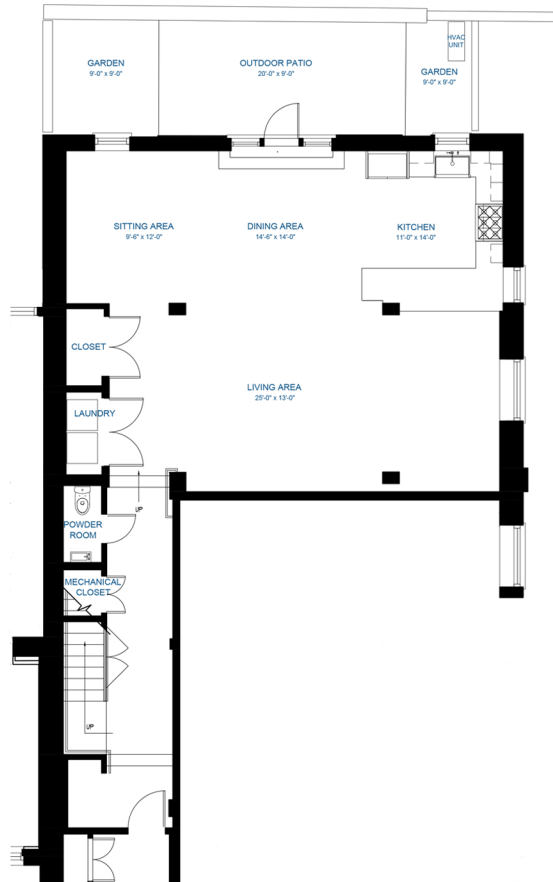 HVAC
UNIT
GARDEN
9'-0" x 9'-0"
OUTDOOR PATIO
20'-0" x 9'-0"
GARDEN
9'-0" x 9'-0"
SITTING AREA
9'-6" x 12'-0"
DINING AREA
14'-6" x 14'-0"
KITCHEN
11'-0" x 14'-0"
CLOSET
LIVING AREA
25'-0" x 13'-0"
LAUNDRY
UP
POWDER
ROOM
MECHANICAL
CLOSET
UP